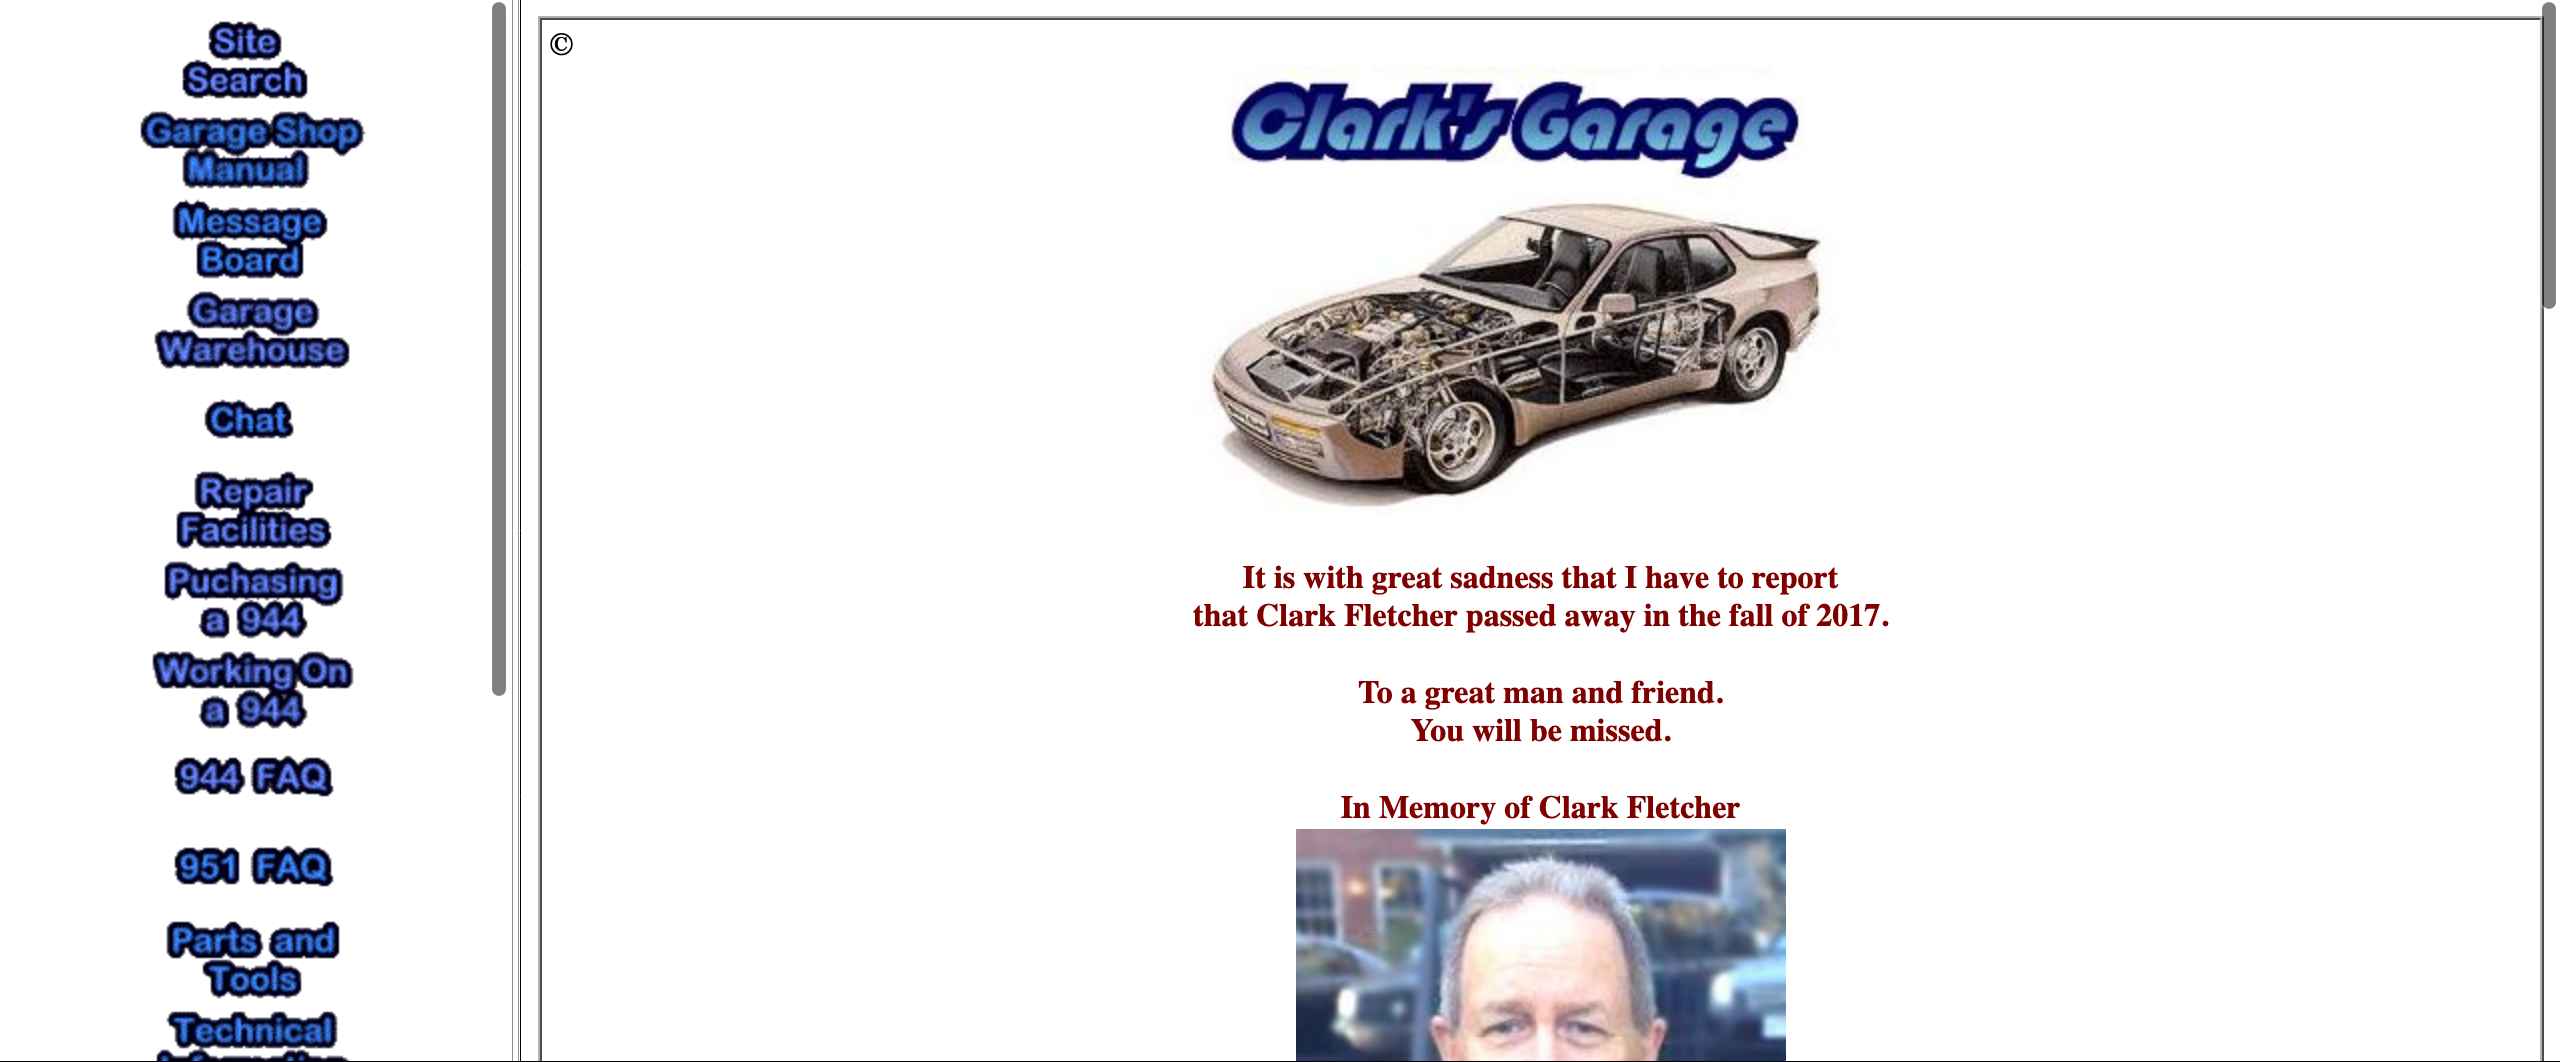 Site
Search
Garage Shop
Manual
Message
Board
Garage
Warehouse
Chat
Repair
Facilities
Puchasing
a 944
Working On
a 944
944 FAQ
951 FAQ
Parts and
Tools
Technical
©
Clark's Garage
It is with great sadness that I have to report
that Clark Fletcher passed away in the fall of 2017.
To a great man and friend.
You will be missed.
In Memory of Clark Fletcher